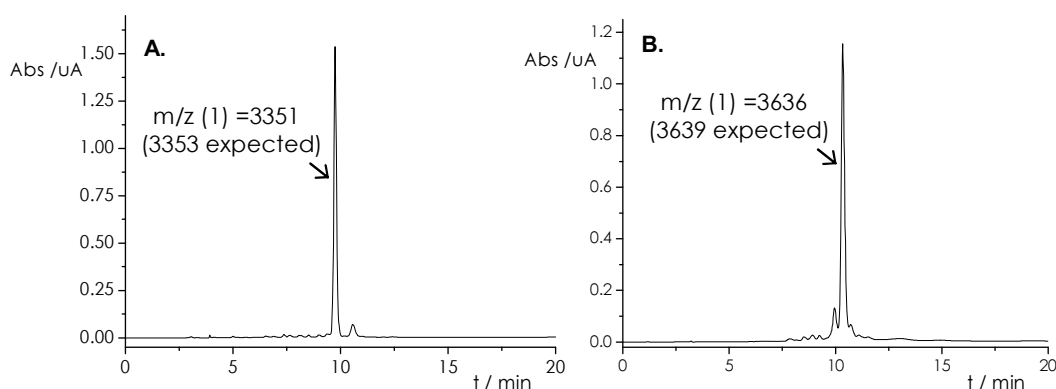 A.
Abs /uA
1.50
1.25
1.00
0.75
0.50
0.25
0.00
m/z (1) =3351
(3353 expected)
0 5 10 15 20
t / min
B.
Abs /uA
1.2
1.0
0.8
0.6
0.4
0.2
0.0
m/z (1) =3636
(3639 expected)
0 5 10 15 20
t / min